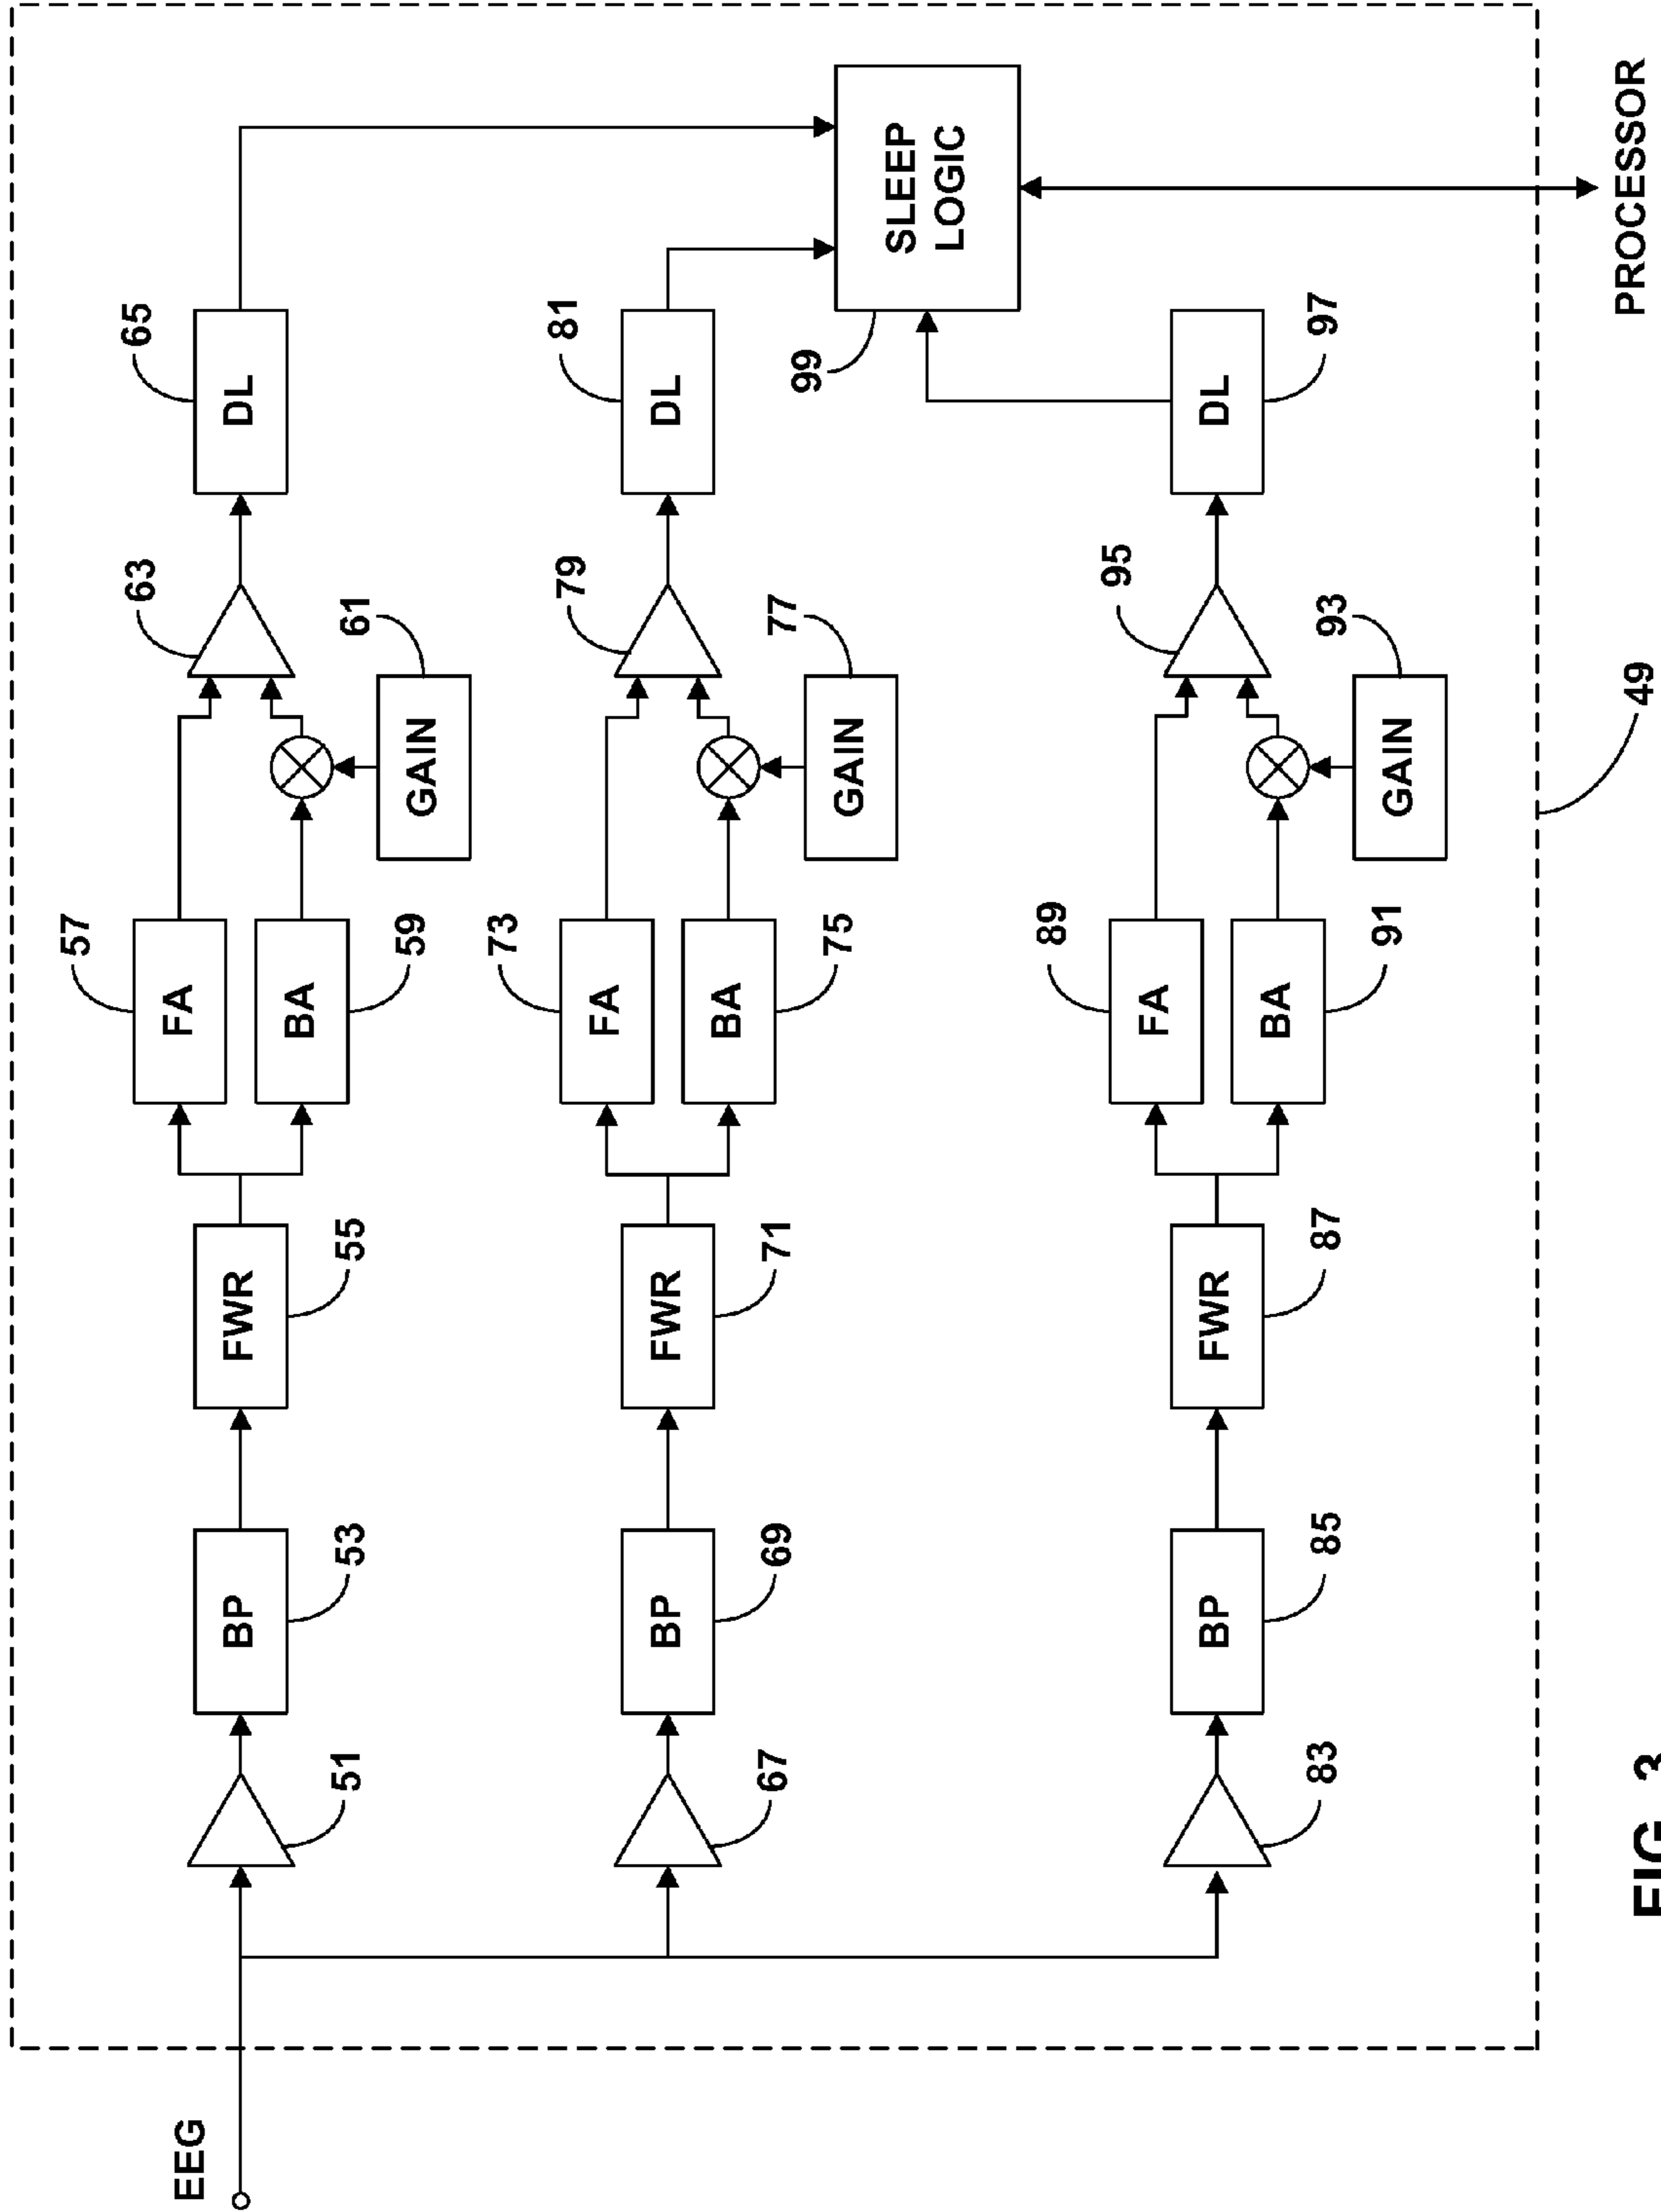 EEG
51
BP
53
FWR
55
FA
57
BA
59
GAIN
61
63
DL
65
67
BP
69
FWR
71
FA
73
BA
75
GAIN
77
79
DL
81
83
BP
85
FWR
87
FA
89
BA
91
GAIN
93
95
DL
97
SLEEP
LOGIC
99
PROCESSOR
49
FIG. 3